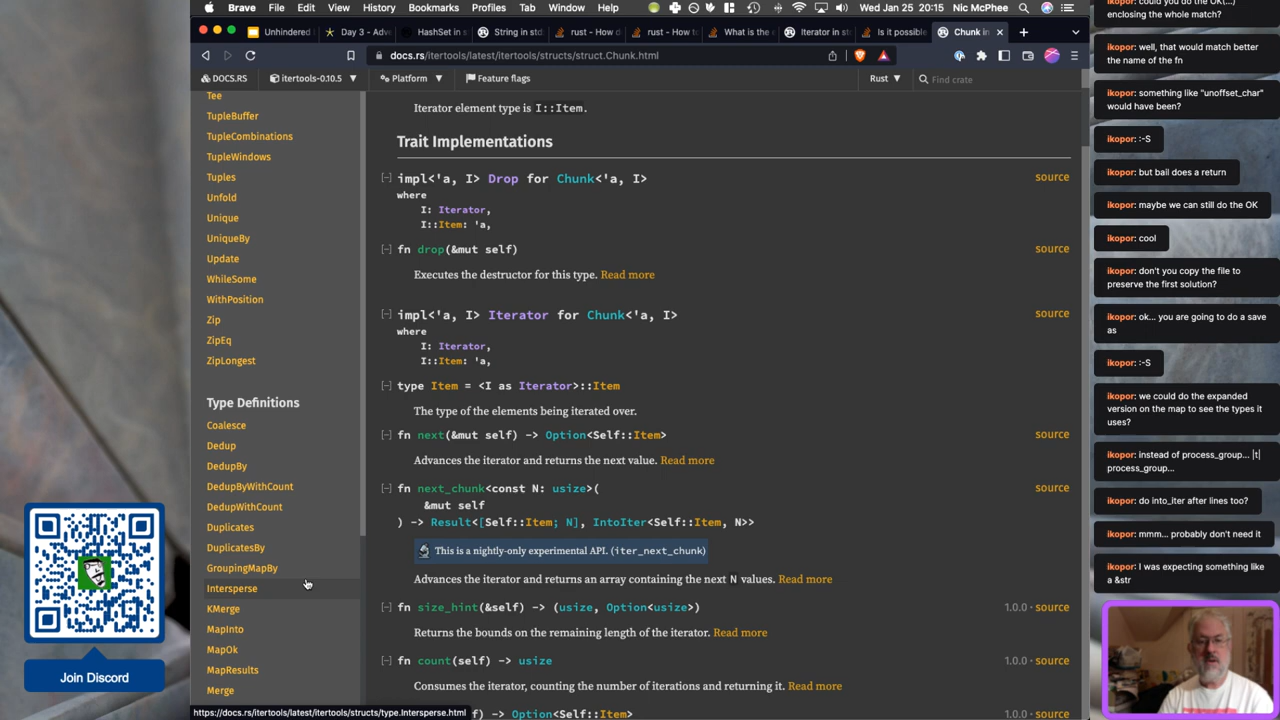 Brave File Edit View History Bookmarks Profiles Tab Window Help Wed Jan 25 20:15 Nic McPhee
Unhindered Day 3 - Adve HashSet in s String in std rust - How d rust - How to What is the Iterator in st Is it possible Chunk in
docs.rs/itertools/latest/itertools/structs/struct.Chunk.html
DOCS.RS itertools-0.10.5 Platform Feature flags Rust Find crate
Tee
TupleBuffer
TupleCombinations
TupleWindows
Tuples
Unfold
Unique
UniqueBy
Update
WhileSome
WithPosition
Zip
ZipEq
ZipLongest
Type Definitions
Coalesce
Dedup
DedupBy
DedupByWithCount
DedupWithCount
Duplicates
DuplicatesBy
GroupingMapBy
Intersperse
KMerge
MapInto
MapOk
MapResults
Merge
https://docs.rs/itertools/latest/itertools/structs/type.Intersperse.html
Iterator element type is I::Item.
Trait Implementations
[-] impl<'a, I> Drop for Chunk<'a, I> source
where
I: Iterator,
I::Item: 'a,
[-] fn drop(&mut self) source
Executes the destructor for this type. Read more
[-] impl<'a, I> Iterator for Chunk<'a, I> source
where
I: Iterator,
I::Item: 'a,
[-] type Item = <I as Iterator>::Item
The type of the elements being iterated over.
[-] fn next(&mut self) -> Option<Self::Item> source
Advances the iterator and returns the next value. Read more
[-] fn next_chunk<const N: usize>( source
&mut self
) -> Result<[Self::Item; N], IntoIter<Self::Item, N>>
This is a nightly-only experimental API. (iter_next_chunk)
Advances the iterator and returns an array containing the next N values. Read more
[-] fn size_hint(&self) -> (usize, Option<usize>) 1.0.0 · source
Returns the bounds on the remaining length of the iterator. Read more
[-] fn count(self) -> usize 1.0.0 · source
Consumes the iterator, counting the number of iterations and returning it. Read more
f) -> Option<Self::Item> 1.0.0 · source
ikopor: could you do the OK(...)
enclosing the whole match?
ikopor: well, that would match better
the name of the fn
ikopor: something like "unoffset_char"
would have been?
ikopor: :-S
ikopor: but bail does a return
ikopor: maybe we can still do the OK
ikopor: cool
ikopor: don't you copy the file to
preserve the first solution?
ikopor: ok... you are going to do a save
as
ikopor: :-S
ikopor: we could do the expanded
version on the map to see the types it
uses?
ikopor: instead of process_group... |t|
process_group...
ikopor: do into_iter after lines too?
ikopor: mmm... probably don't need it
ikopor: I was expecting something like
a &str
Join Discord